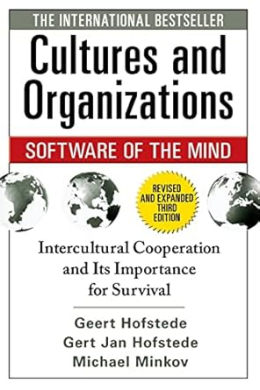 THE INTERNATIONAL BESTSELLER
Cultures and
Organizations
SOFTWARE OF THE MIND
REVISED
AND EXPANDED
THIRD
EDITION
Intercultural Cooperation
and Its Importance
for Survival
Geert Hofstede
Gert Jan Hofstede
Michael Minkov